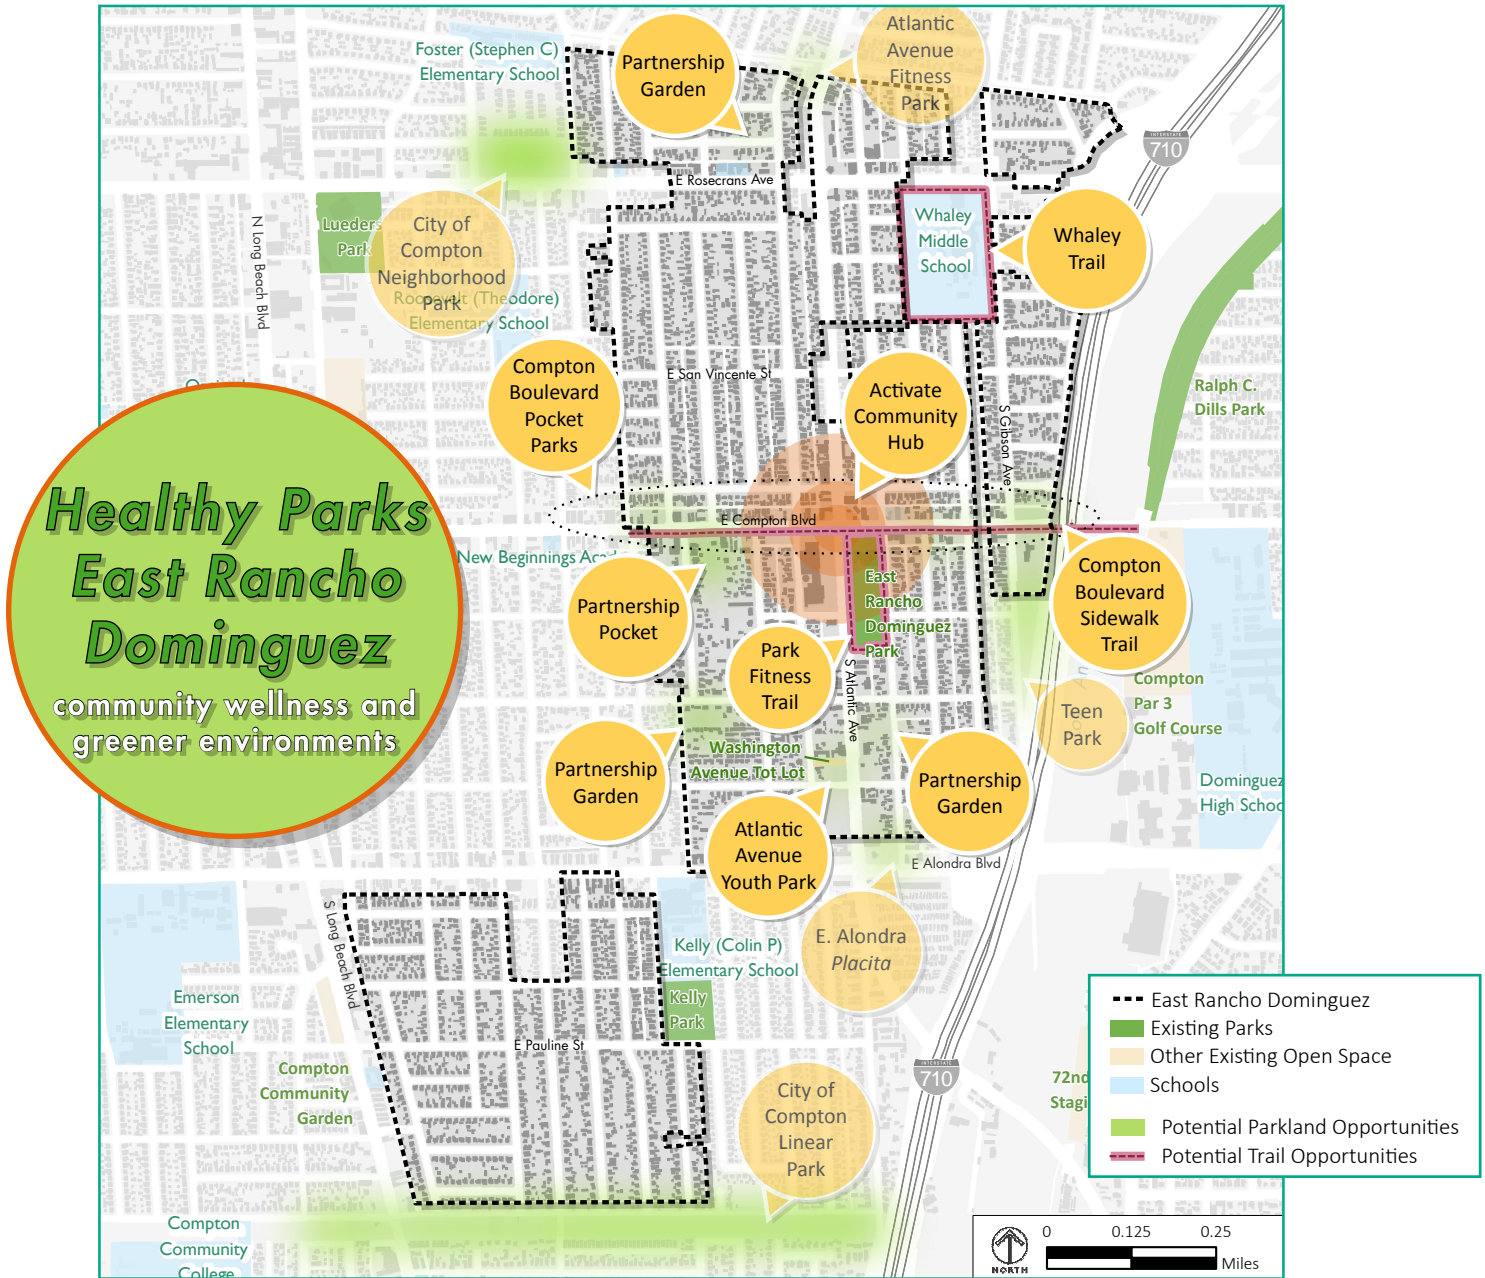 Foster (Stephen C)
Elementary School
Partnership
Garden
Atlantic
Avenue
Fitness
Park
INTERSTATE
710
E Rosecrans Ave
Lueders
Park
N Long Beach Blvd
City of
Compton
Neighborhood
Park
Roosevelt (Theodore)
Elementary School
Whaley
Middle
School
Whaley
Trail
Compton
Boulevard
Pocket
Parks
E San Vincente St
Activate
Community
Hub
S Gibson Ave
Ralph C.
Dills Park
Healthy Parks
East Rancho
Dominguez
community wellness and
greener environments
E Compton Blvd
New Beginnings Acad
Partnership
Pocket
East
Rancho
Dominguez
Park
Compton
Boulevard
Sidewalk
Trail
Park
Fitness
Trail
S Atlantic Ave
Compton
Par 3
Golf Course
Teen
Park
Washington
Avenue Tot Lot
Partnership
Garden
Partnership
Garden
Dominguez
High School
Atlantic
Avenue
Youth Park
E Alondra Blvd
S Long Beach Blvd
Kelly (Colin P)
Elementary School
E. Alondra
Placita
Kelly
Park
Emerson
Elementary
School
E Pauline St
Compton
Community
Garden
INTERSTATE
710
72nd
Stagi
City of
Compton
Linear
Park
Compton
Community
College
East Rancho Dominguez
Existing Parks
Other Existing Open Space
Schools
Potential Parkland Opportunities
Potential Trail Opportunities
NORTH
0 0.125 0.25
Miles